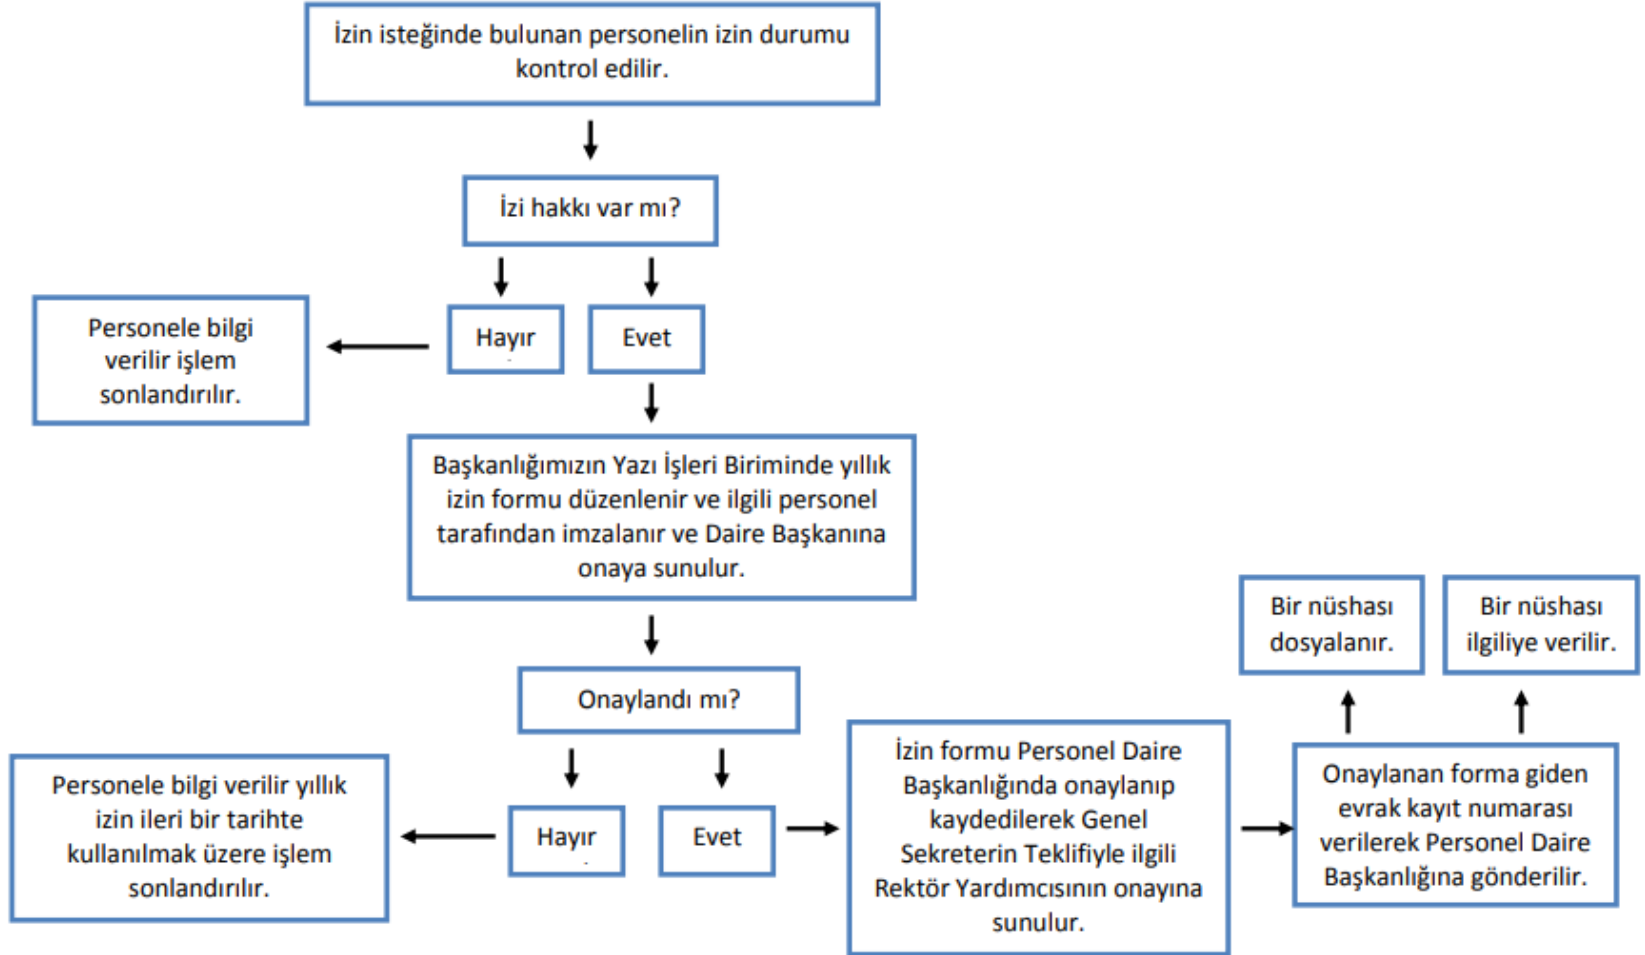 İzin isteğinde bulunan personelin izin durumu
kontrol edilir.
İzi hakkı var mı?
Hayır
Evet
Personele bilgi
verilir işlem
sonlandırılır.
Başkanlığımızın Yazı İşleri Biriminde yıllık
izin formu düzenlenir ve ilgili personel
tarafından imzalanır ve Daire Başkanına
onaya sunulur.
Onaylandı mı?
Hayır
Evet
Personele bilgi verilir yıllık
izin ileri bir tarihte
kullanılmak üzere işlem
sonlandırılır.
İzin formu Personel Daire
Başkanlığında onaylanıp
kaydedilerek Genel
Sekreterin Teklifiyle ilgili
Rektör Yardımcısının onayına
sunulur.
Onaylanan forma giden
evrak kayıt numarası
verilerek Personel Daire
Başkanlığına gönderilir.
Bir nüshası
dosyalanır.
Bir nüshası
ilgiliye verilir.